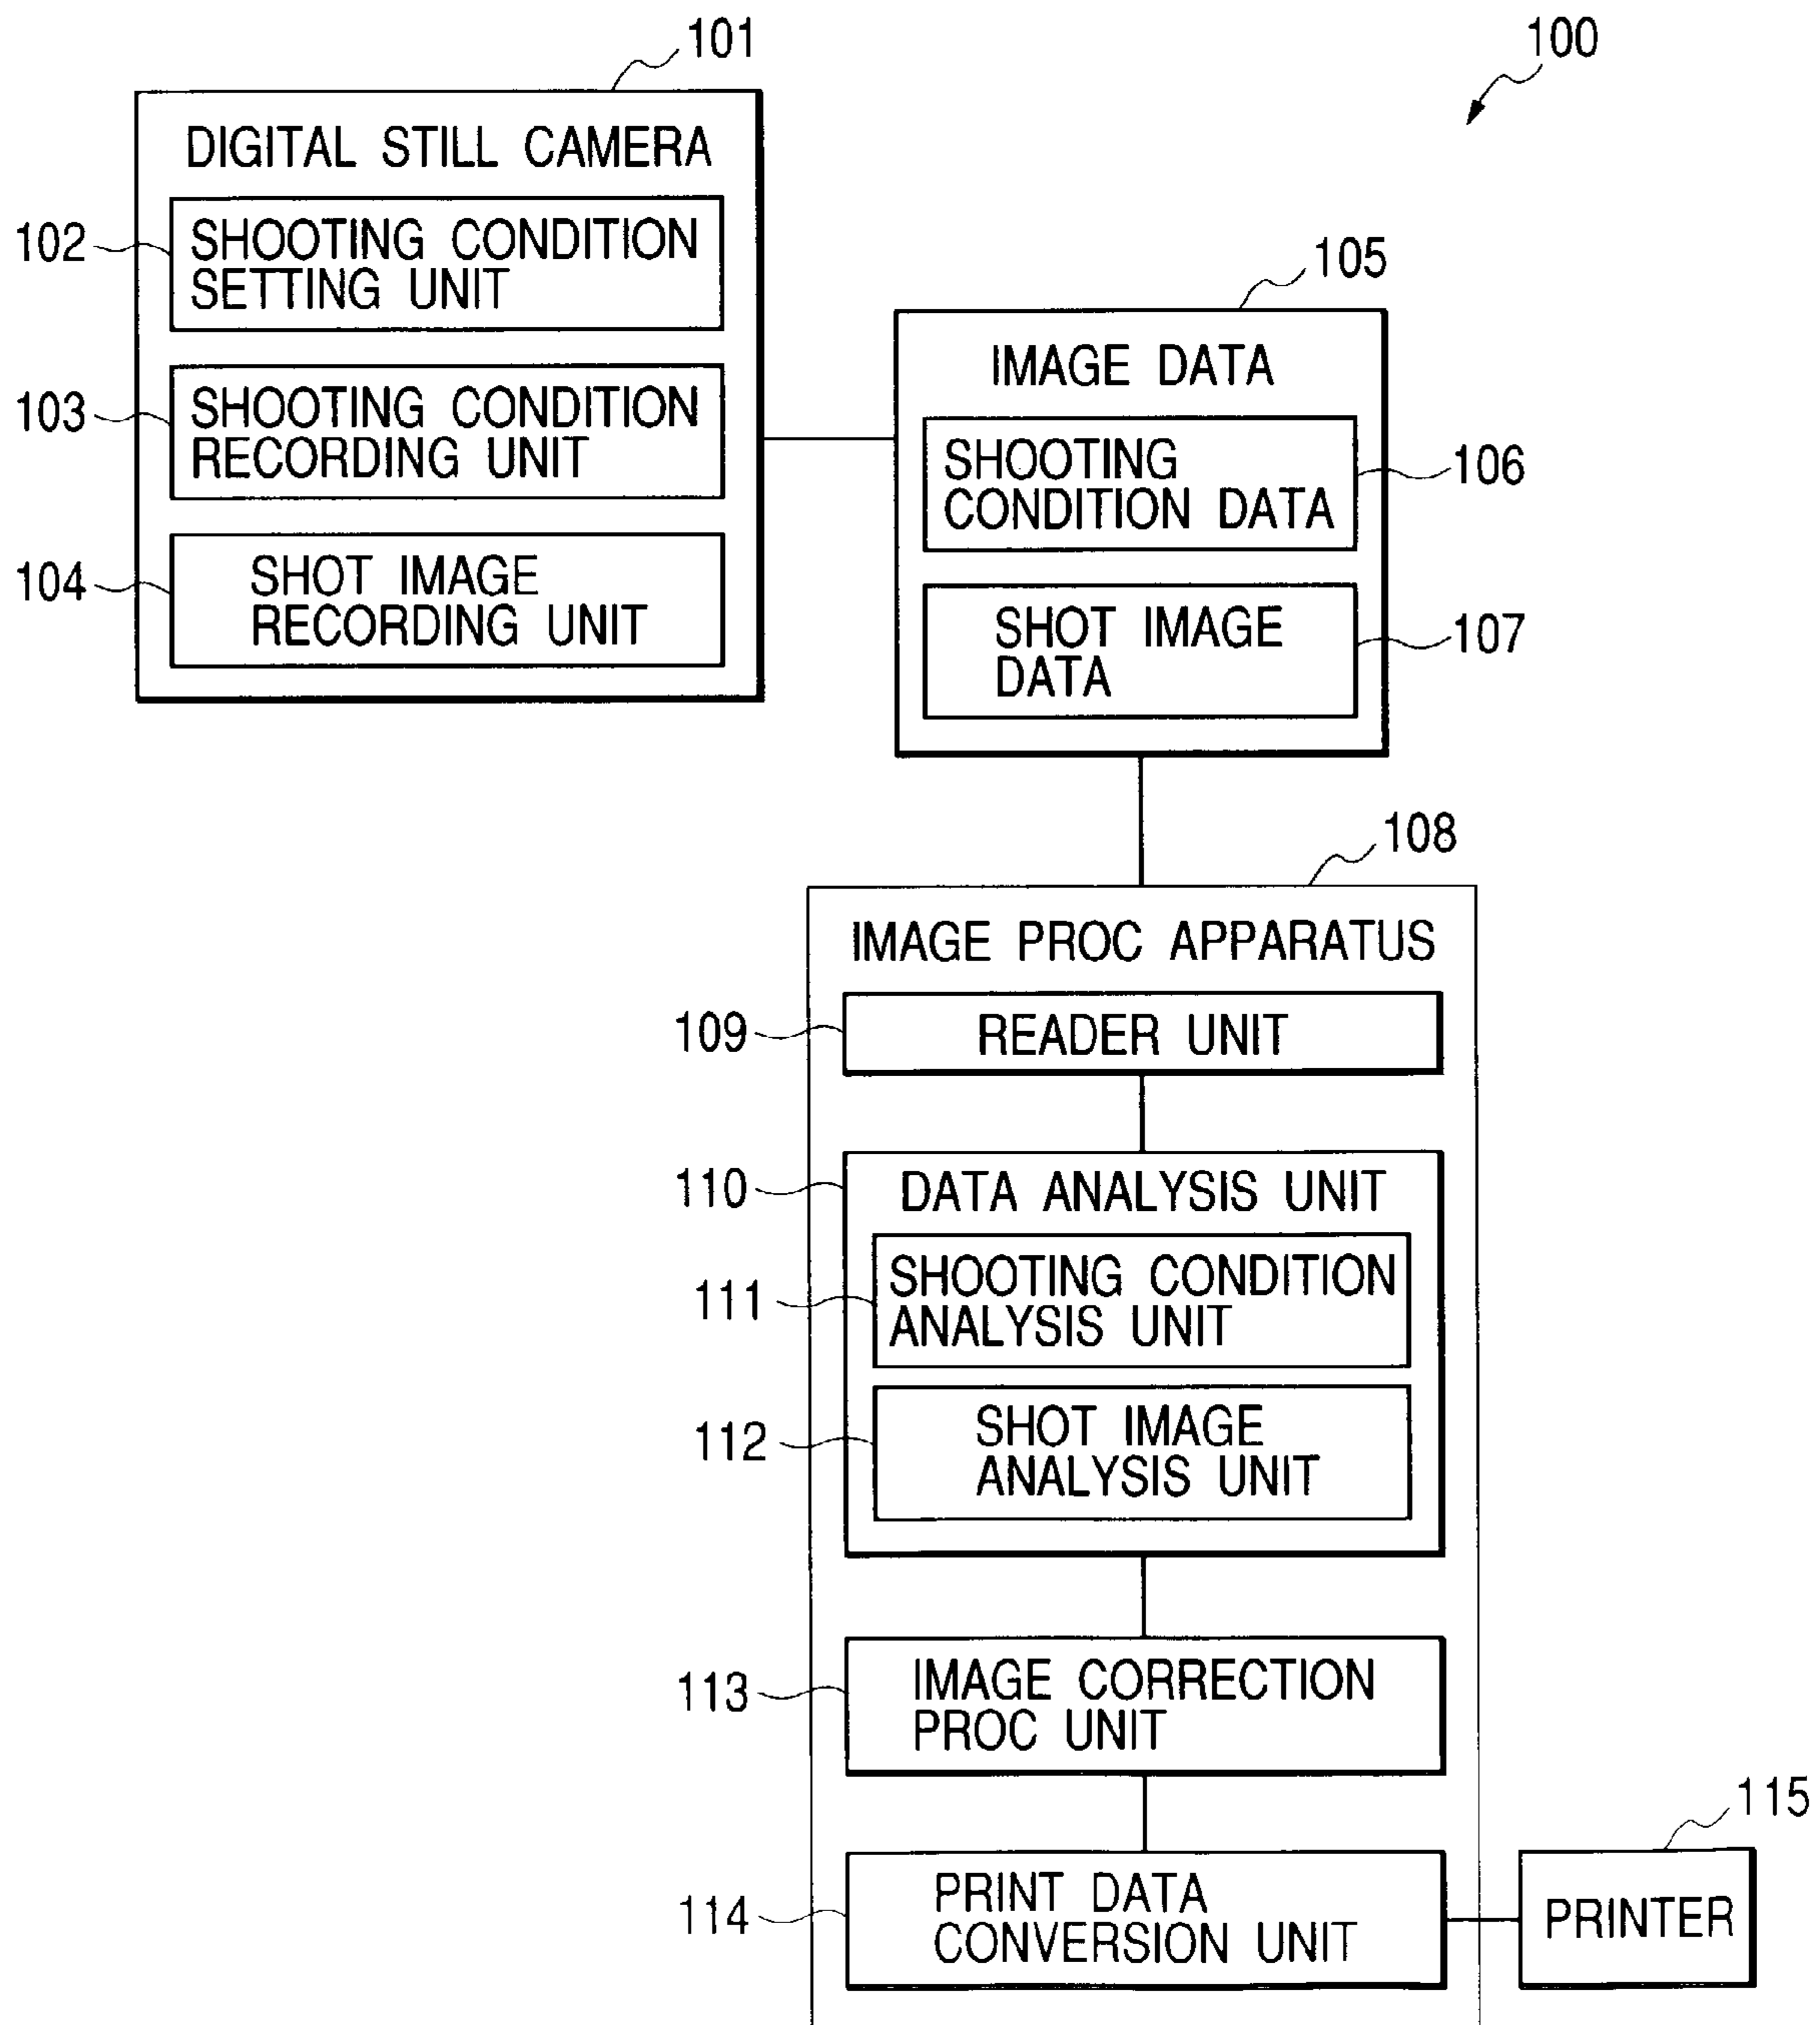 100
101
DIGITAL STILL CAMERA
102
SHOOTING CONDITION
SETTING UNIT
103
SHOOTING CONDITION
RECORDING UNIT
104
SHOT IMAGE
RECORDING UNIT
105
IMAGE DATA
SHOOTING
CONDITION DATA
106
SHOT IMAGE
DATA
107
108
IMAGE PROC APPARATUS
109
READER UNIT
110
DATA ANALYSIS UNIT
111
SHOOTING CONDITION
ANALYSIS UNIT
112
SHOT IMAGE
ANALYSIS UNIT
113
IMAGE CORRECTION
PROC UNIT
114
PRINT DATA
CONVERSION UNIT
115
PRINTER